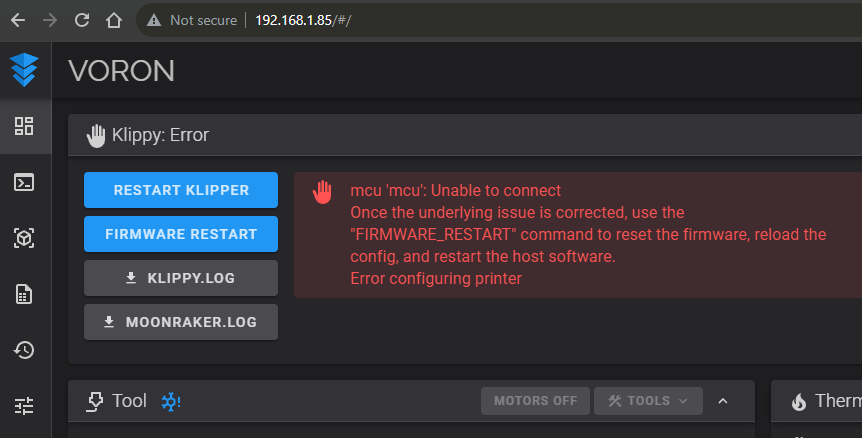 Not secure 192.168.1.85/#/
VORON
Klippy: Error
RESTART KLIPPER
FIRMWARE RESTART
KLIPPY.LOG
MOONRAKER.LOG
mcu 'mcu': Unable to connect
Once the underlying issue is corrected, use the
"FIRMWARE_RESTART" command to reset the firmware, reload the
config, and restart the host software.
Error configuring printer
Tool
MOTORS OFF
TOOLS
Therm